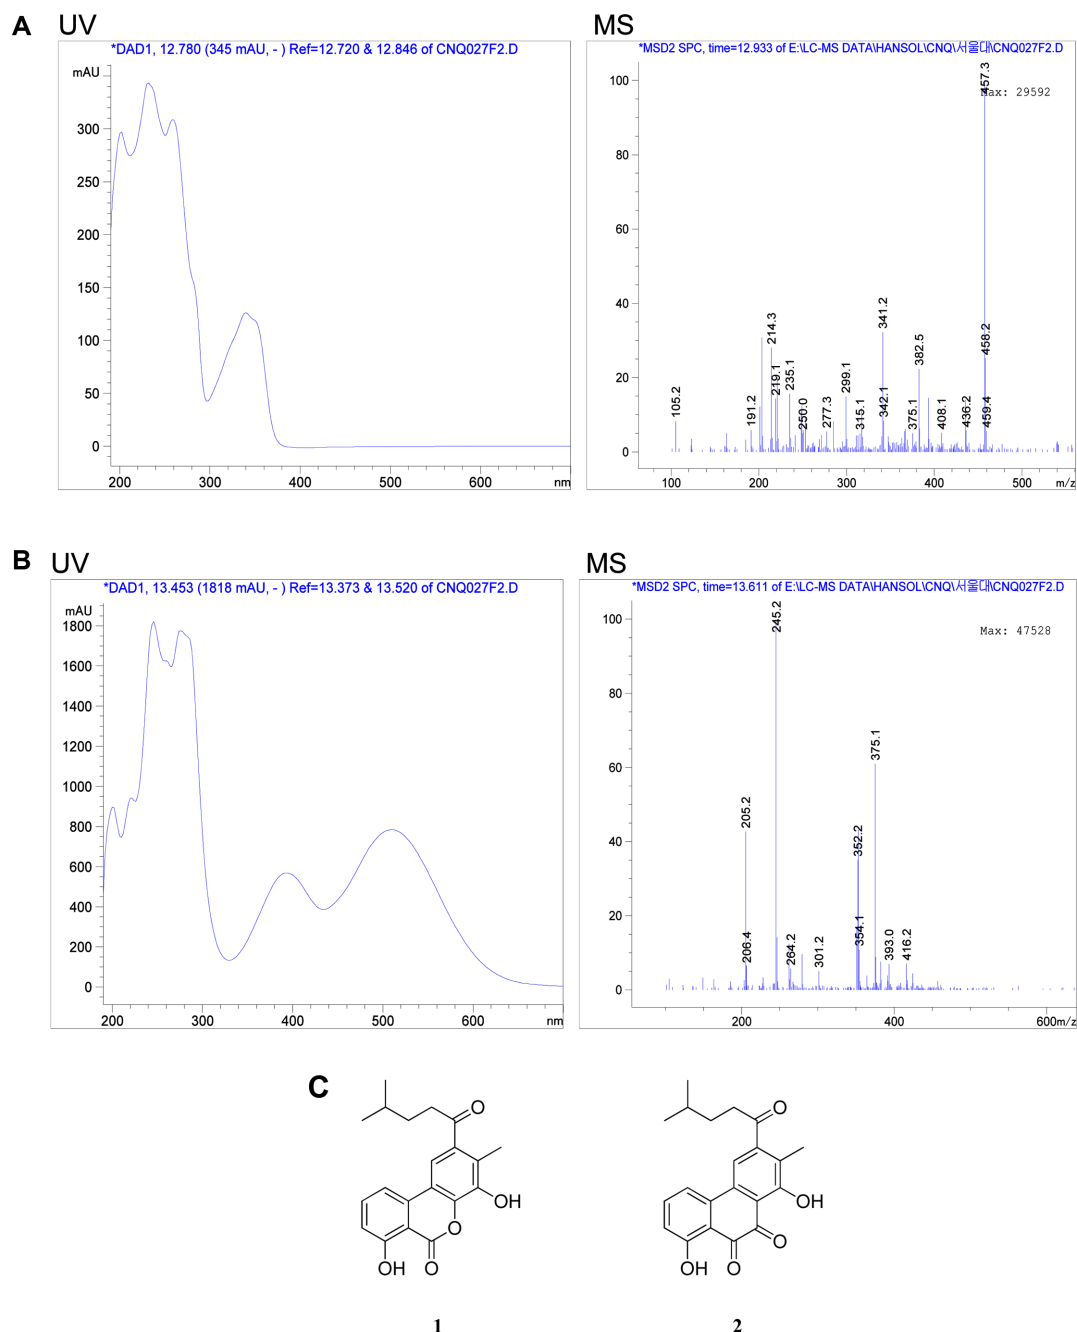 A
UV
MS
*DAD1, 12.780 (345 mAU, - ) Ref=12.720 & 12.846 of CNQ027F2.D
mAU
300
250
200
150
100
50
0
200
300
400
500
600
nm
*MSD2 SPC, time=12.933 of E:\LC-MS DATA\HANSOL\CNQ\서울대\CNQ027F2.D
Max: 29592
100
80
60
40
20
0
105.2
191.2
214.3
219.1
235.1
250.0
277.3
299.1
315.1
341.2
342.1
375.1
382.5
408.1
436.2
457.3
458.2
459.4
100
200
300
400
500
m/z
B
UV
MS
*DAD1, 13.453 (1818 mAU, - ) Ref=13.373 & 13.520 of CNQ027F2.D
mAU
1800
1600
1400
1200
1000
800
600
400
200
0
200
300
400
500
600
nm
*MSD2 SPC, time=13.611 of E:\LC-MS DATA\HANSOL\CNQ\서울대\CNQ027F2.D
Max: 47528
100
80
60
40
20
0
205.2
206.4
245.2
264.2
301.2
352.2
354.1
375.1
393.0
416.2
200
400
600
m/z
C
O
OH
O
OH
O
1
O
OH
O
OH
O
2